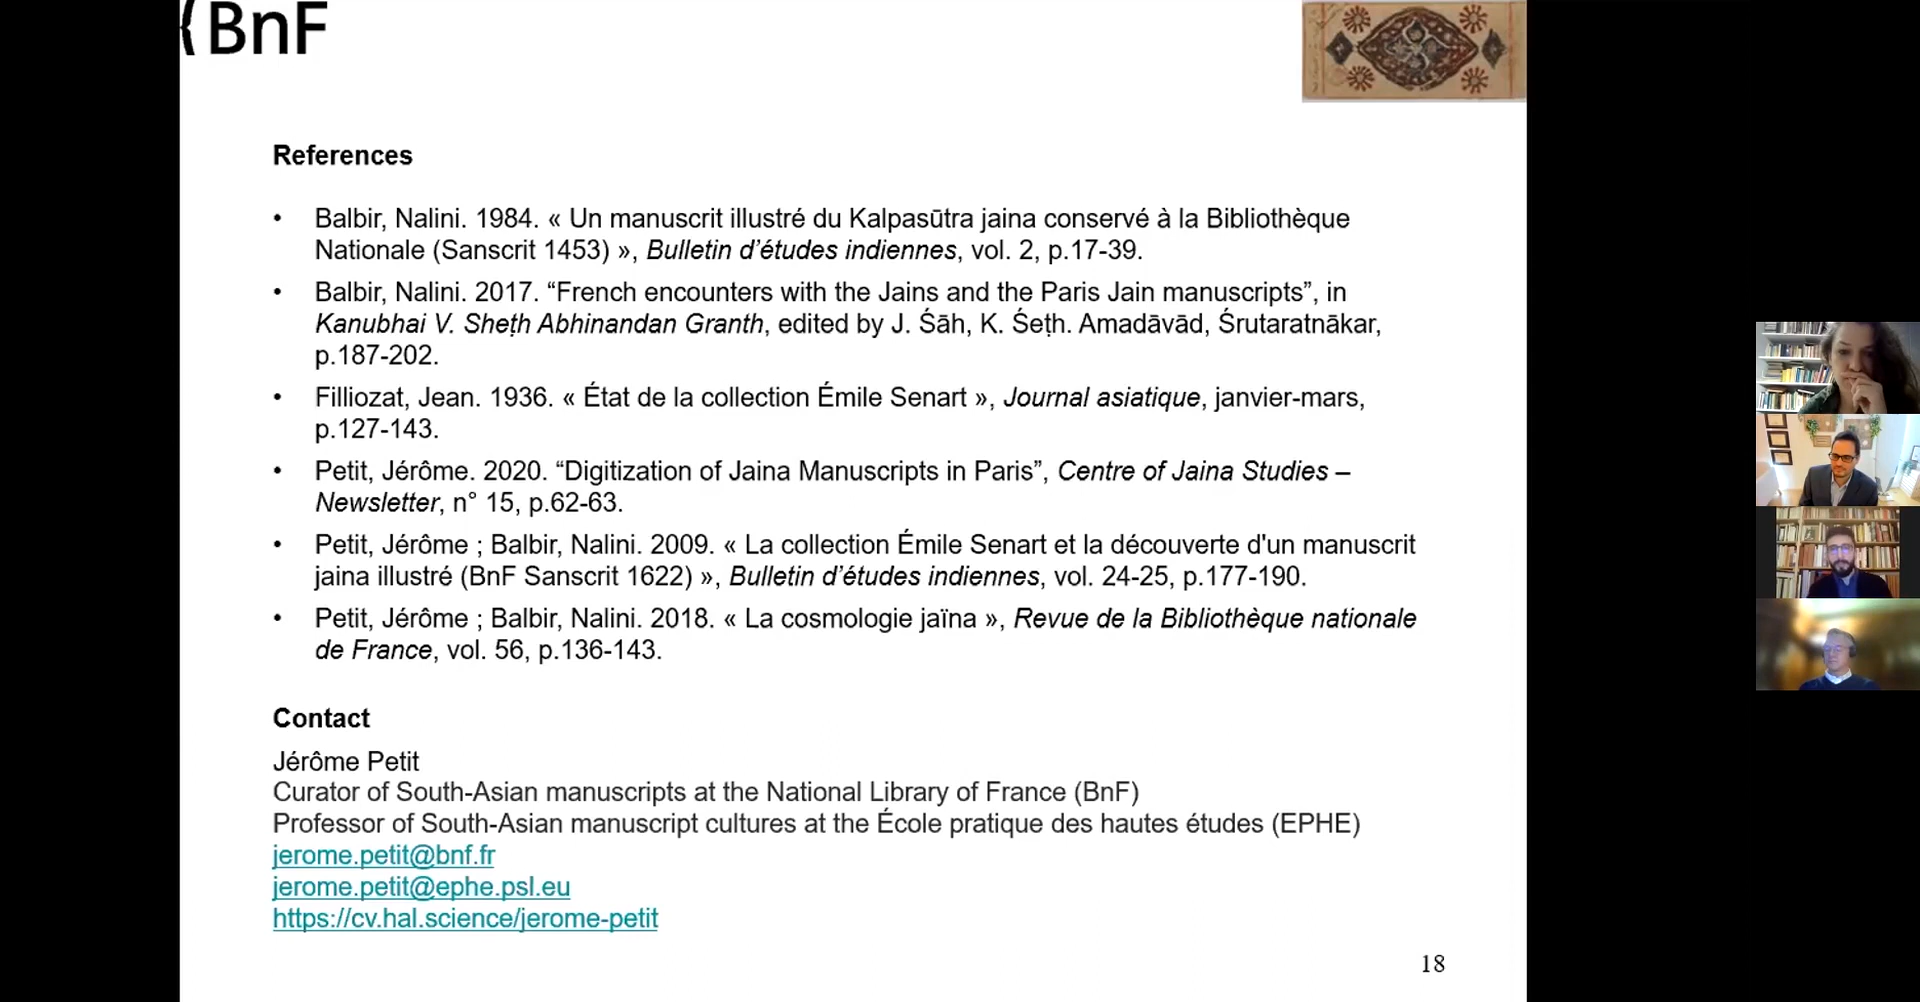 BnF
References
• Balbir, Nalini. 1984. « Un manuscrit illustré du Kalpasūtra jaina conservé à la Bibliothèque
Nationale (Sanscrit 1453) », Bulletin d’études indiennes, vol. 2, p.17-39.
• Balbir, Nalini. 2017. “French encounters with the Jains and the Paris Jain manuscripts”, in
Kanubhai V. Sheṭh Abhinandan Granth, edited by J. Śāh, K. Śeṭh. Amadāvād, Śrutaratnākar,
p.187-202.
• Filliozat, Jean. 1936. « État de la collection Émile Senart », Journal asiatique, janvier-mars,
p.127-143.
• Petit, Jérôme. 2020. “Digitization of Jaina Manuscripts in Paris”, Centre of Jaina Studies –
Newsletter, n° 15, p.62-63.
• Petit, Jérôme ; Balbir, Nalini. 2009. « La collection Émile Senart et la découverte d'un manuscrit
jaina illustré (BnF Sanscrit 1622) », Bulletin d’études indiennes, vol. 24-25, p.177-190.
• Petit, Jérôme ; Balbir, Nalini. 2018. « La cosmologie jaïna », Revue de la Bibliothèque nationale
de France, vol. 56, p.136-143.
Contact
Jérôme Petit
Curator of South-Asian manuscripts at the National Library of France (BnF)
Professor of South-Asian manuscript cultures at the École pratique des hautes études (EPHE)
jerome.petit@bnf.fr
jerome.petit@ephe.psl.eu
https://cv.hal.science/jerome-petit
18